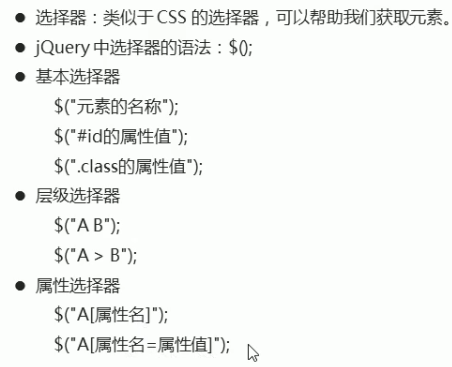 ● 选择器：类似于 CSS 的选择器，可以帮助我们获取元素。
● jQuery 中选择器的语法：$();
● 基本选择器
$("元素的名称");
$("#id的属性值");
$(".class的属性值");
● 层级选择器
$("A B");
$("A > B");
● 属性选择器
$("A[属性名]");
$("A[属性名=属性值]");